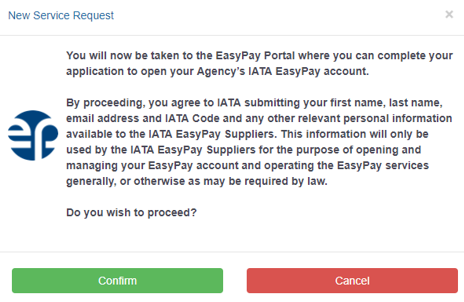 New Service Request
×
You will now be taken to the EasyPay Portal where you can complete your
application to open your Agency's IATA EasyPay account.
By proceeding, you agree to IATA submitting your first name, last name,
email address and IATA Code and any other relevant personal information
available to the IATA EasyPay Suppliers. This information will only be
used by the IATA EasyPay Suppliers for the purpose of opening and
managing your EasyPay account and operating the EasyPay services
generally, or otherwise as may be required by law.
Do you wish to proceed?
Confirm
Cancel